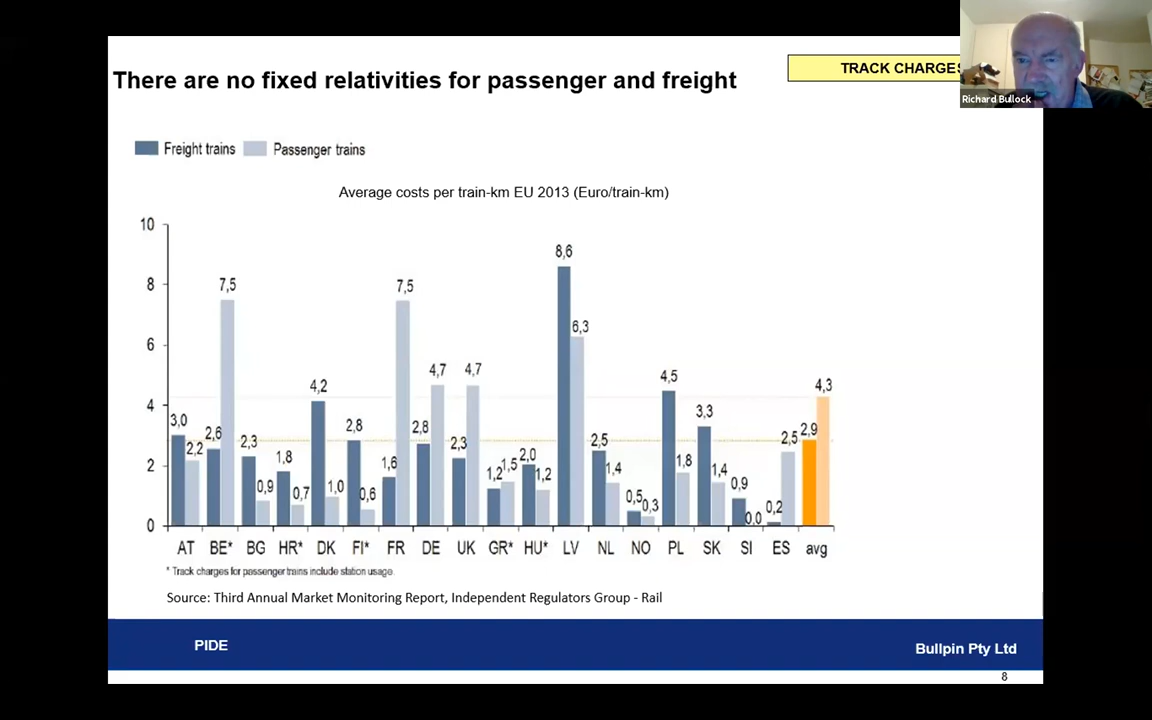 There are no fixed relativities for passenger and freight
TRACK CHARGES
Richard Bullock
Freight trains Passenger trains
Average costs per train-km EU 2013 (Euro/train-km)
10
8
6
4
2
0
3,0 2,2
2,6 7,5
2,3 0,9
1,8 0,7
4,2 1,0
2,8 0,6
1,6 7,5
2,8 4,7
2,3 4,7
1,2 1,5
2,0 1,2
8,6 6,3
2,5 1,4
0,5 0,3
4,5 1,8
3,3 1,4
0,9 0,0
0,2 2,5
2,9 4,3
AT BE* BG HR* DK FI* FR DE UK GR* HU* LV NL NO PL SK SI ES avg
* Track charges for passenger trains include station usage.
Source: Third Annual Market Monitoring Report, Independent Regulators Group - Rail
PIDE
Bullpin Pty Ltd
8